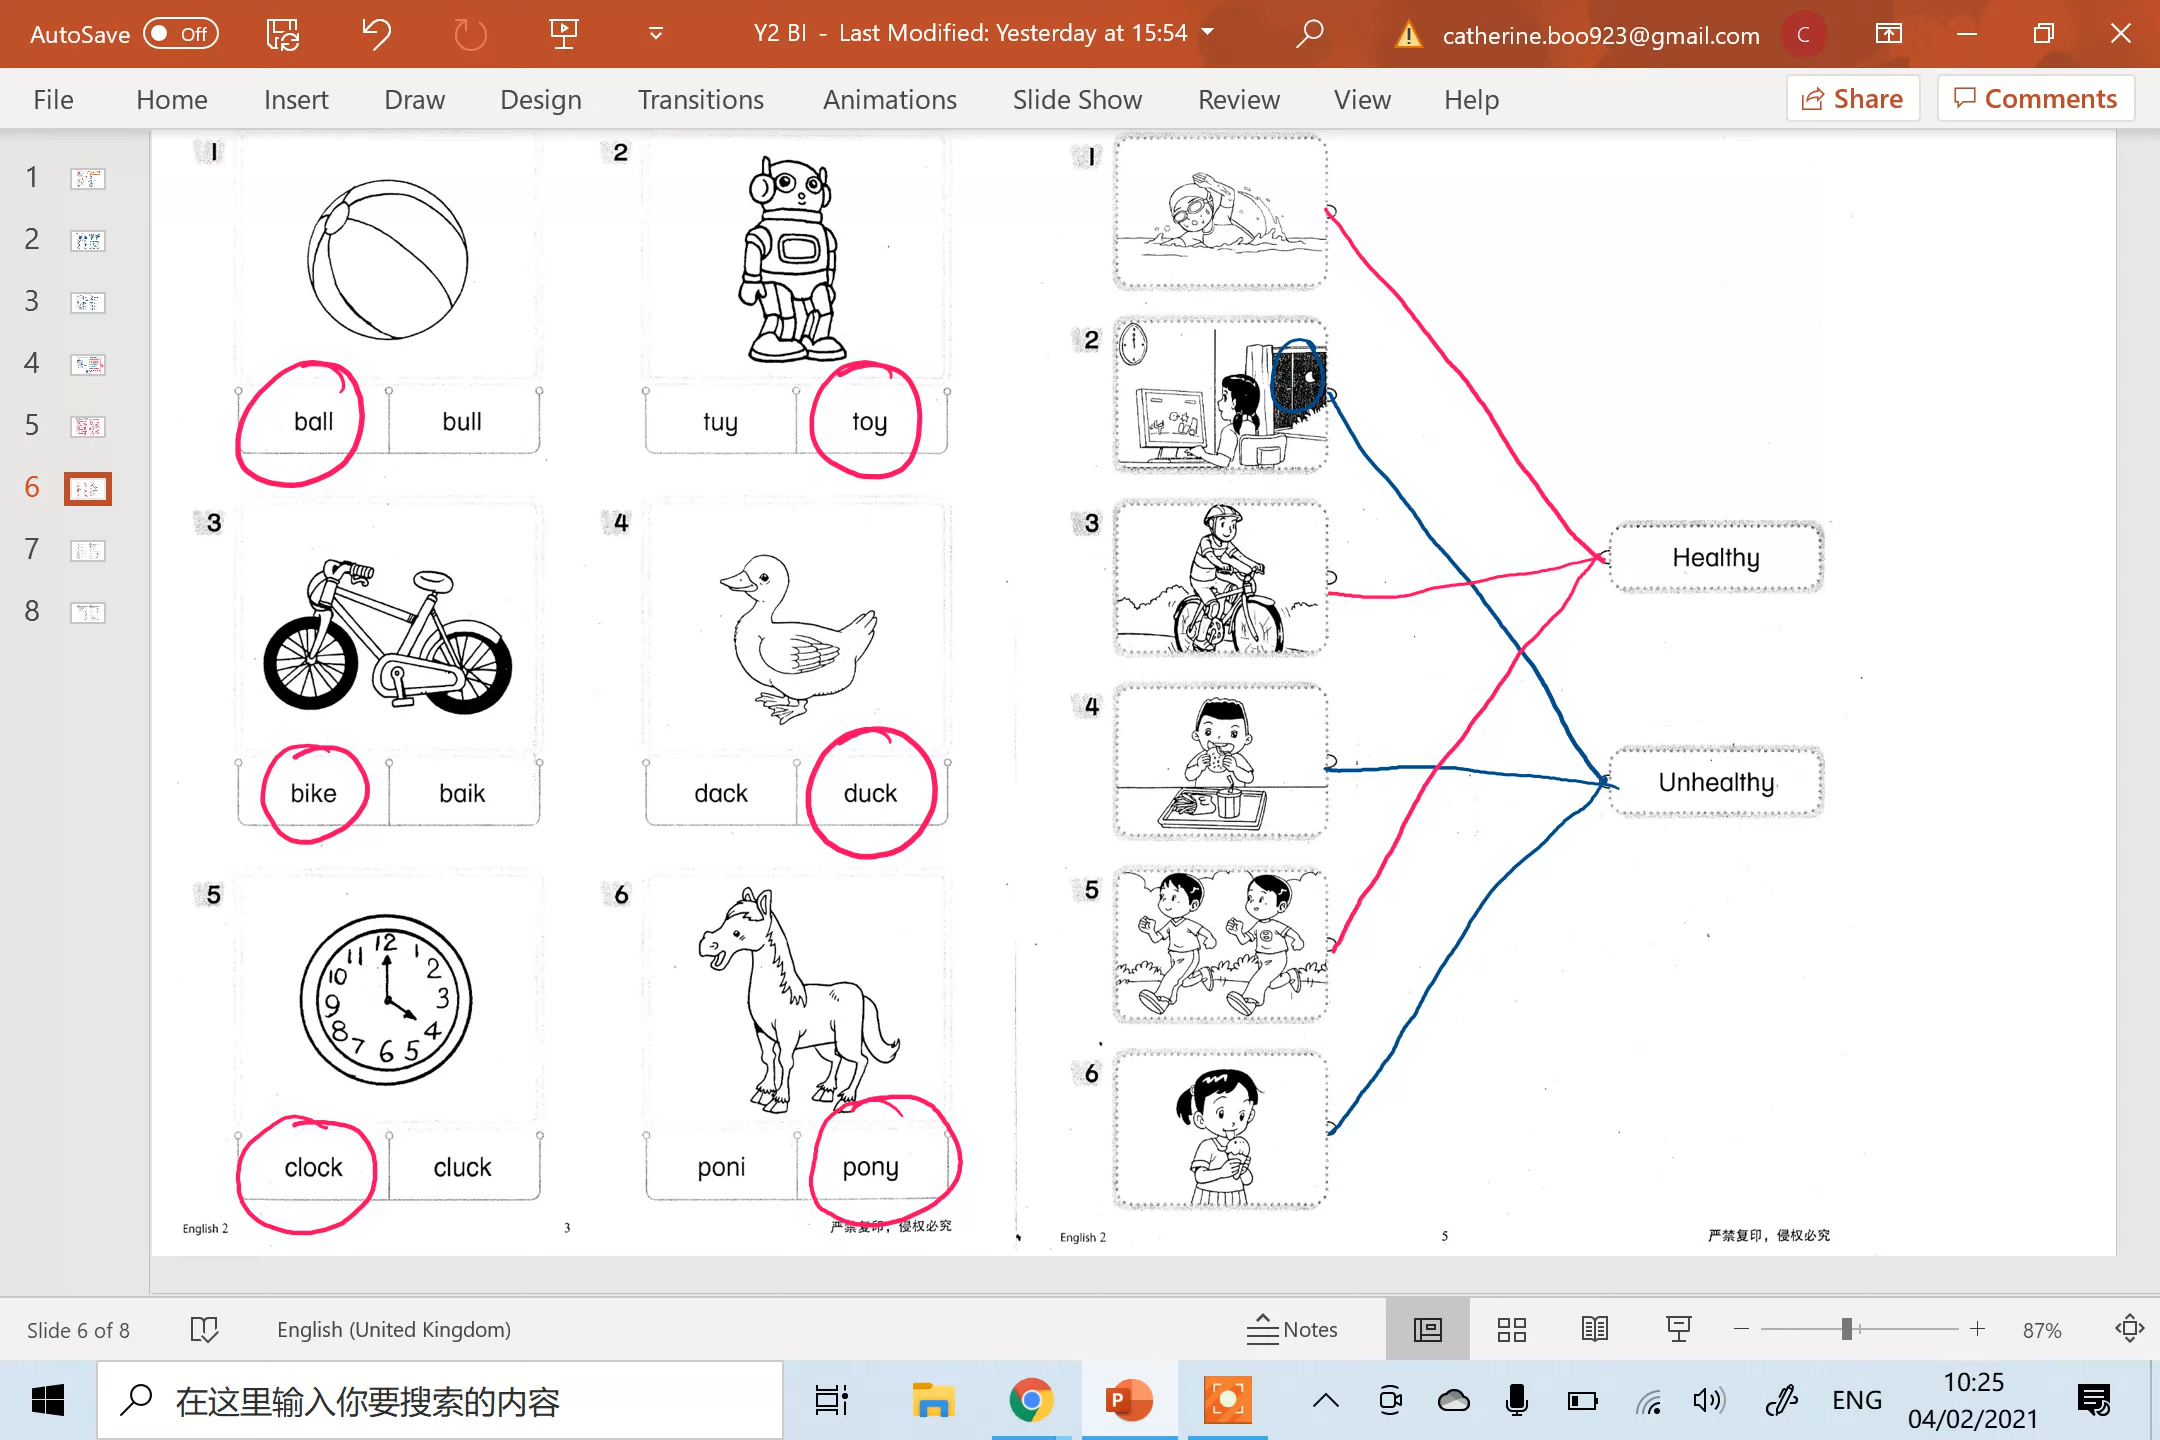 AutoSave Off Y2 BI - Last Modified: Yesterday at 15:54 catherine.boo923@gmail.com C
File Home Insert Draw Design Transitions Animations Slide Show Review View Help Share Comments
1
2
3
4
5
6
7
8
1
2
ball bull
tuy toy
3
4
bike baik
dack duck
5
12 1 2 3 4 5 6 7 8 9 10 11
6
clock cluck
poni pony
English 2 3 严禁复印，侵权必究
1
2
3
4
5
6
Healthy
Unhealthy
English 2 5 严禁复印，侵权必究
Slide 6 of 8 English (United Kingdom) Notes 87%
在这里输入你要搜索的内容 P ENG 10:25
04/02/2021